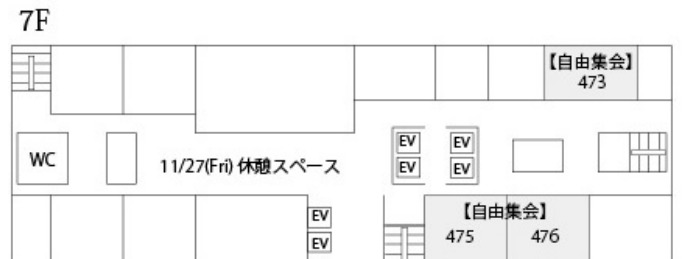 7F
【自由集会】
473
EV EV
WC
11/27(Fri) 休憩スペース
EV EV
【自由集会】
EV
475 476
EV